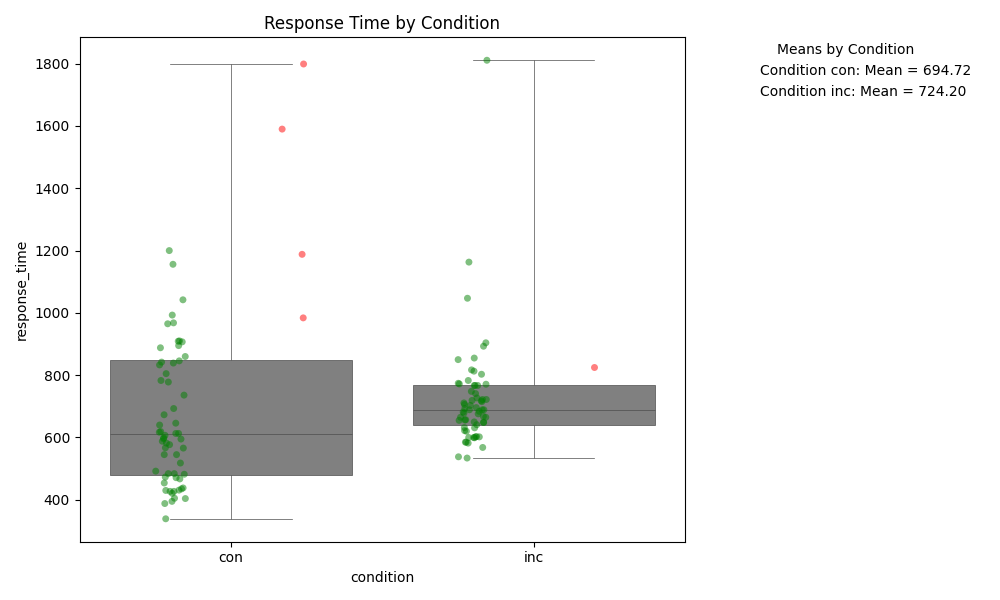 Response Time by Condition
Means by Condition
Condition con: Mean = 694.72
Condition inc: Mean = 724.20
1800
1600
1400
1200
1000
800
600
400
response_time
con
inc
condition